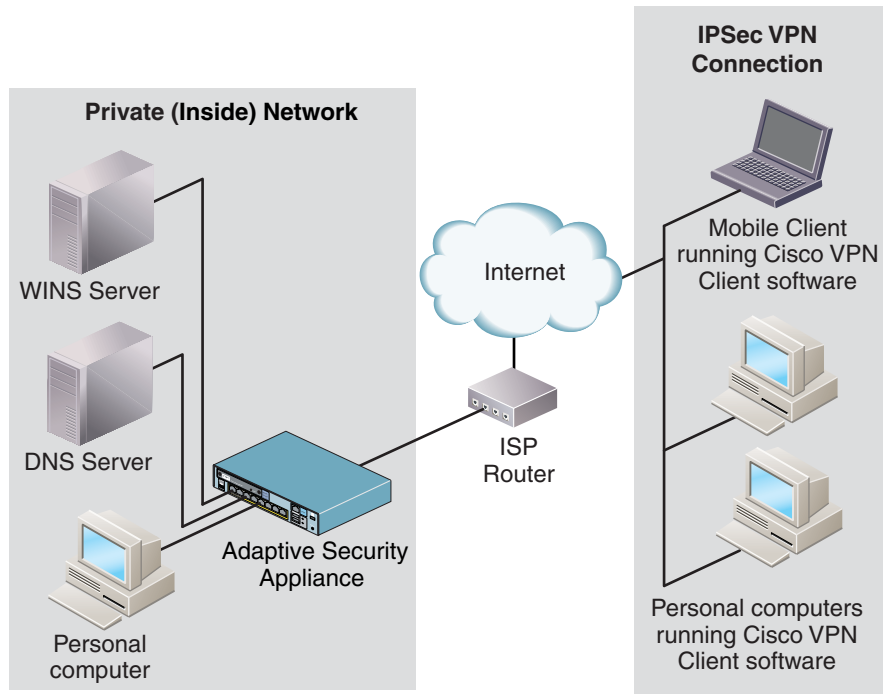 IPSec VPN
Connection
Private (Inside) Network
WINS Server
DNS Server
Personal
computer
Adaptive Security
Appliance
Internet
ISP
Router
Mobile Client
running Cisco VPN
Client software
Personal computers
running Cisco VPN
Client software